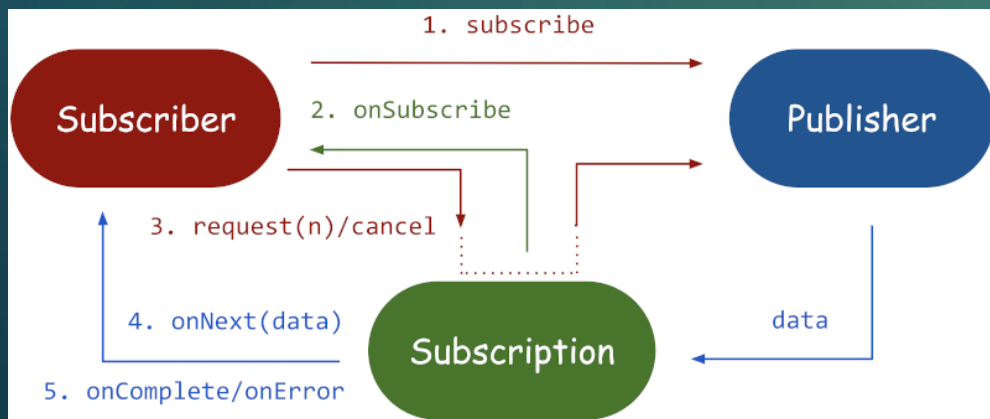 1. subscribe
Subscriber
2. onSubscribe
Publisher
3. request(n)/cancel
4. onNext(data)
data
Subscription
5. onComplete/onError